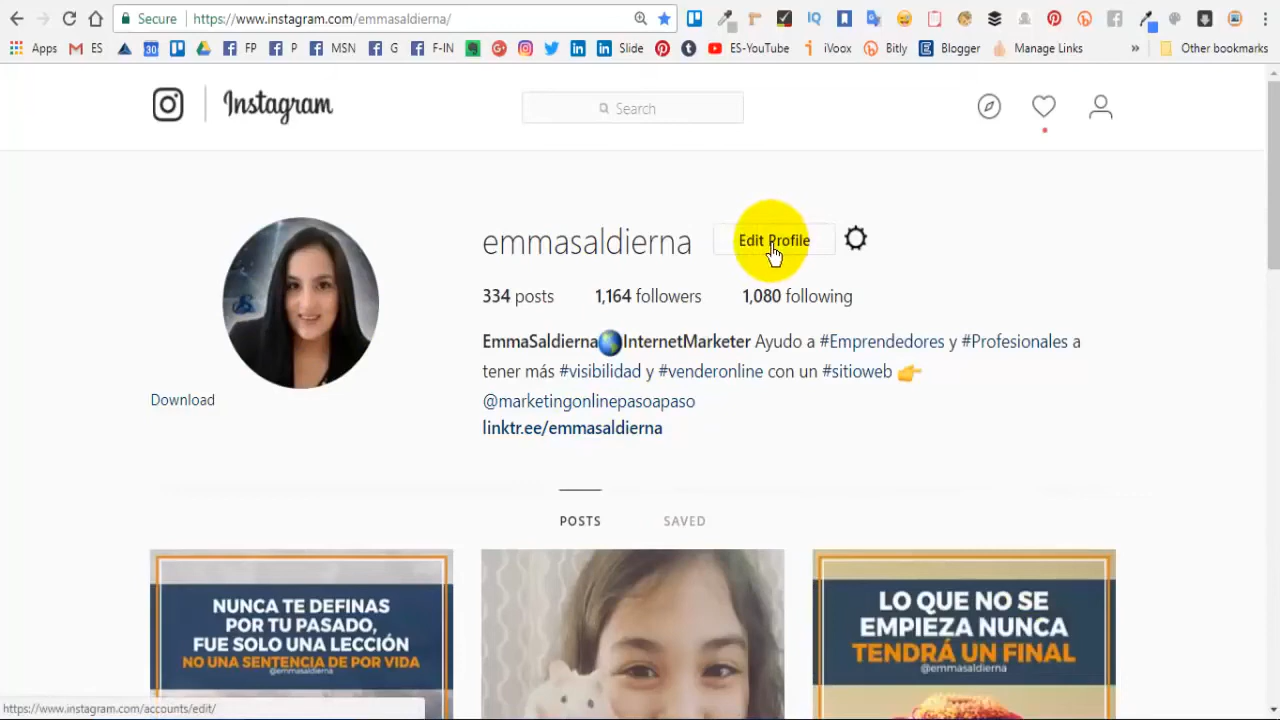 Secure https://www.instagram.com/emmasaldierna/
Apps ES FP P MSN G F-IN Slide ES-YouTube iVoox Bitly Blogger Manage Links » Other bookmarks
Instagram Search
emmasaldierna Edit Profile
334 posts 1,164 followers 1,080 following
EmmaSaldierna🌎InternetMarketer Ayudo a #Emprendedores y #Profesionales a
tener más #visibilidad y #venderonline con un #sitioweb 👉
Download
@marketingonlinepasoapaso
linktr.ee/emmasaldierna
POSTS SAVED
NUNCA TE DEFINAS
POR TU PASADO,
FUE SOLO UNA LECCIÓN
NO UNA SENTENCIA DE POR VIDA
@emmasaldierna
LO QUE NO SE
EMPIEZA NUNCA
TENDRÁ UN FINAL
@emmasaldierna
https://www.instagram.com/accounts/edit/